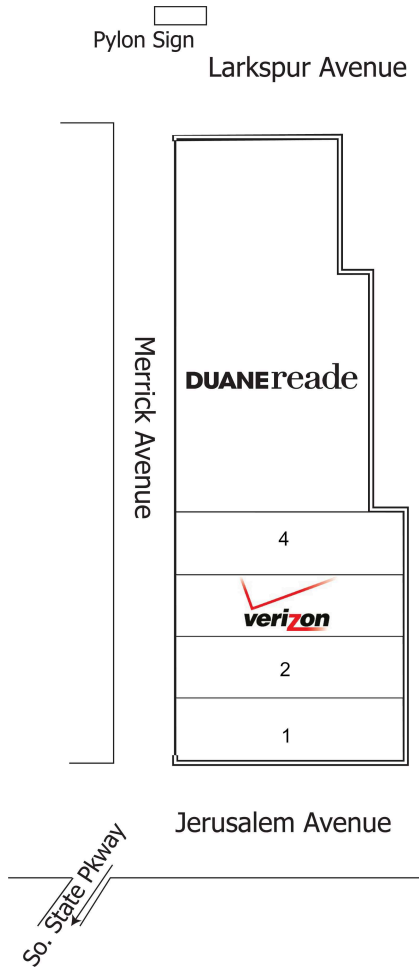 Pylon Sign
Larkspur Avenue
Merrick Avenue
DUANEreade
4
verizon
2
1
Jerusalem Avenue
So. State Pkway